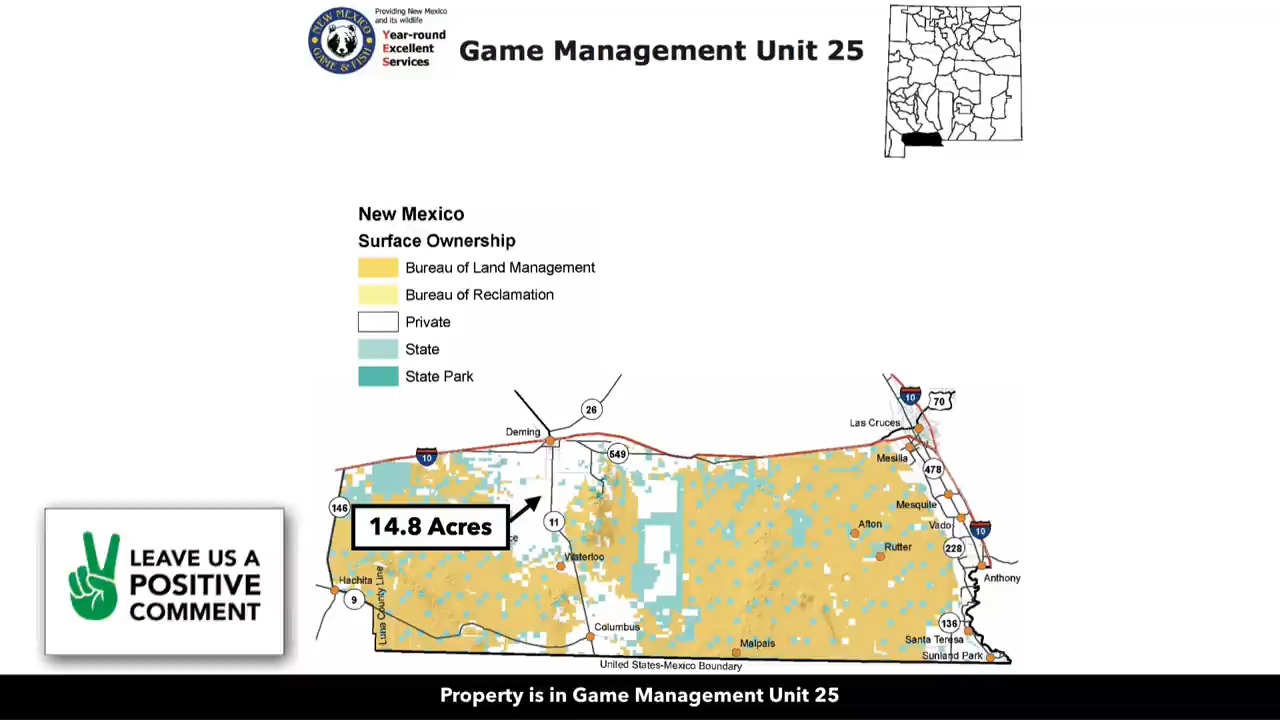 NEW MEXICO
GAME & FISH
Providing New Mexico
and its wildlife
Year-round
Excellent
Services
Game Management Unit 25
New Mexico
Surface Ownership
Bureau of Land Management
Bureau of Reclamation
Private
State
State Park
26
10
70
Las Cruces
Deming
549
10
Mesilla
478
146
Mesquite
14.8 Acres
11
Afton
Vado
10
ce
Rutter
228
Waterloo
Hachita
Anthony
9
Luna County Line
136
Columbus
Santa Teresa
Malpais
Sunland Park
United States-Mexico Boundary
LEAVE US A
POSITIVE
COMMENT
Property is in Game Management Unit 25